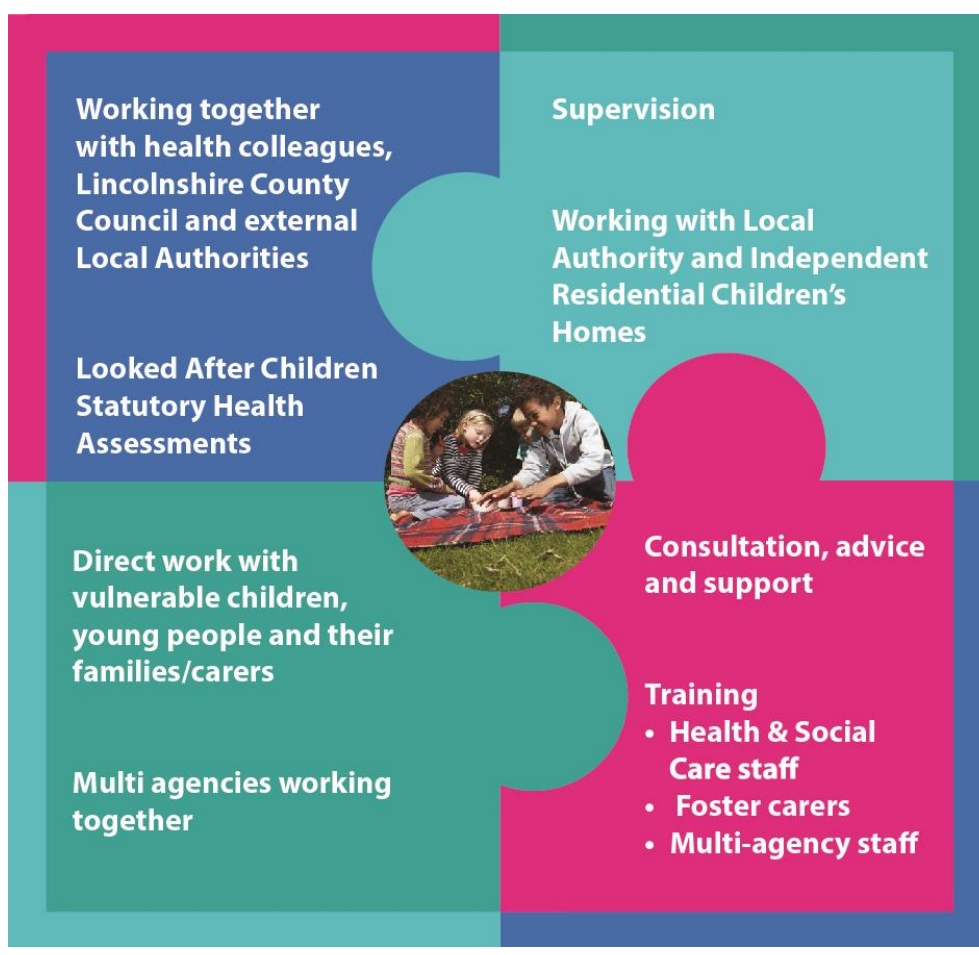 Working together
with health colleagues,
Lincolnshire County
Council and external
Local Authorities
Looked After Children
Statutory Health
Assessments
Supervision
Working with Local
Authority and Independent
Residential Children’s
Homes
Direct work with
vulnerable children,
young people and their
families/carers
Multi agencies working
together
Consultation, advice
and support
Training
• Health & Social
Care staff
• Foster carers
• Multi-agency staff